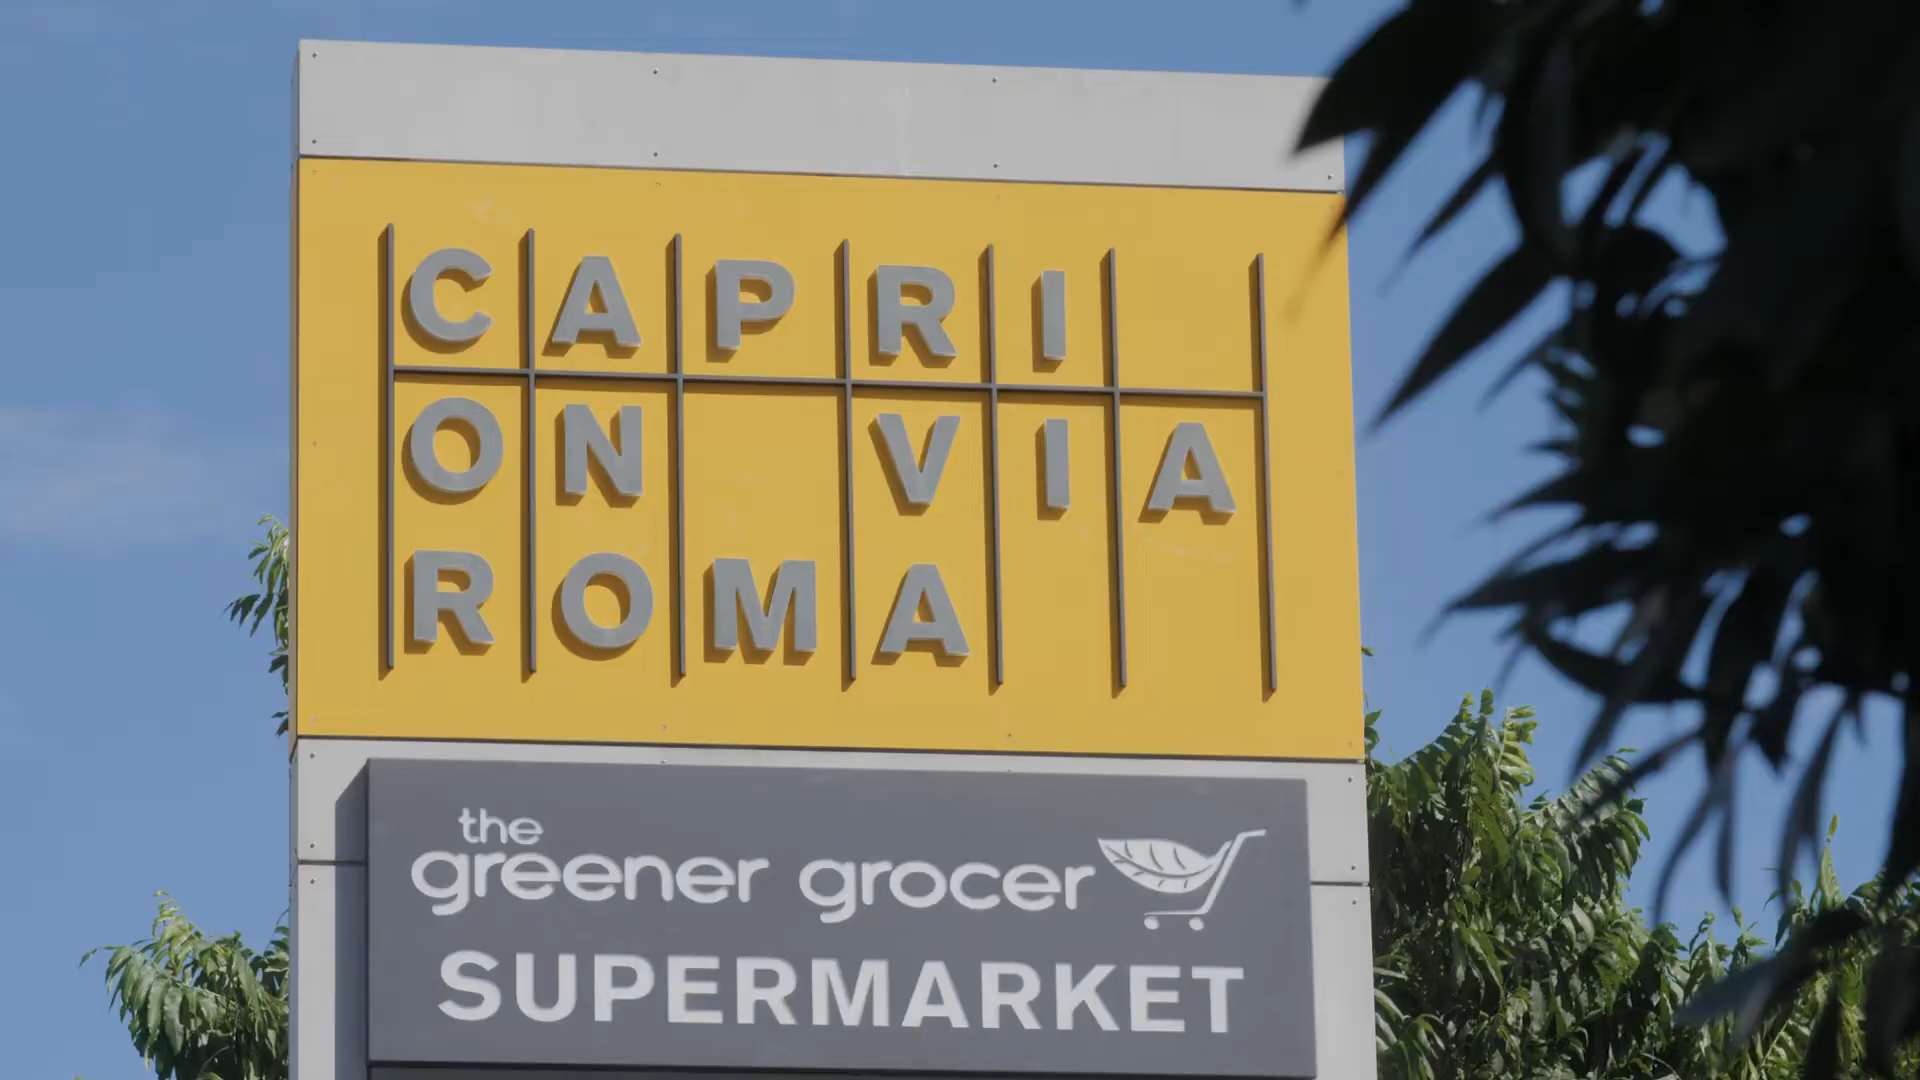 CAPRI
ON VIA
ROMA
the
greener grocer
SUPERMARKET